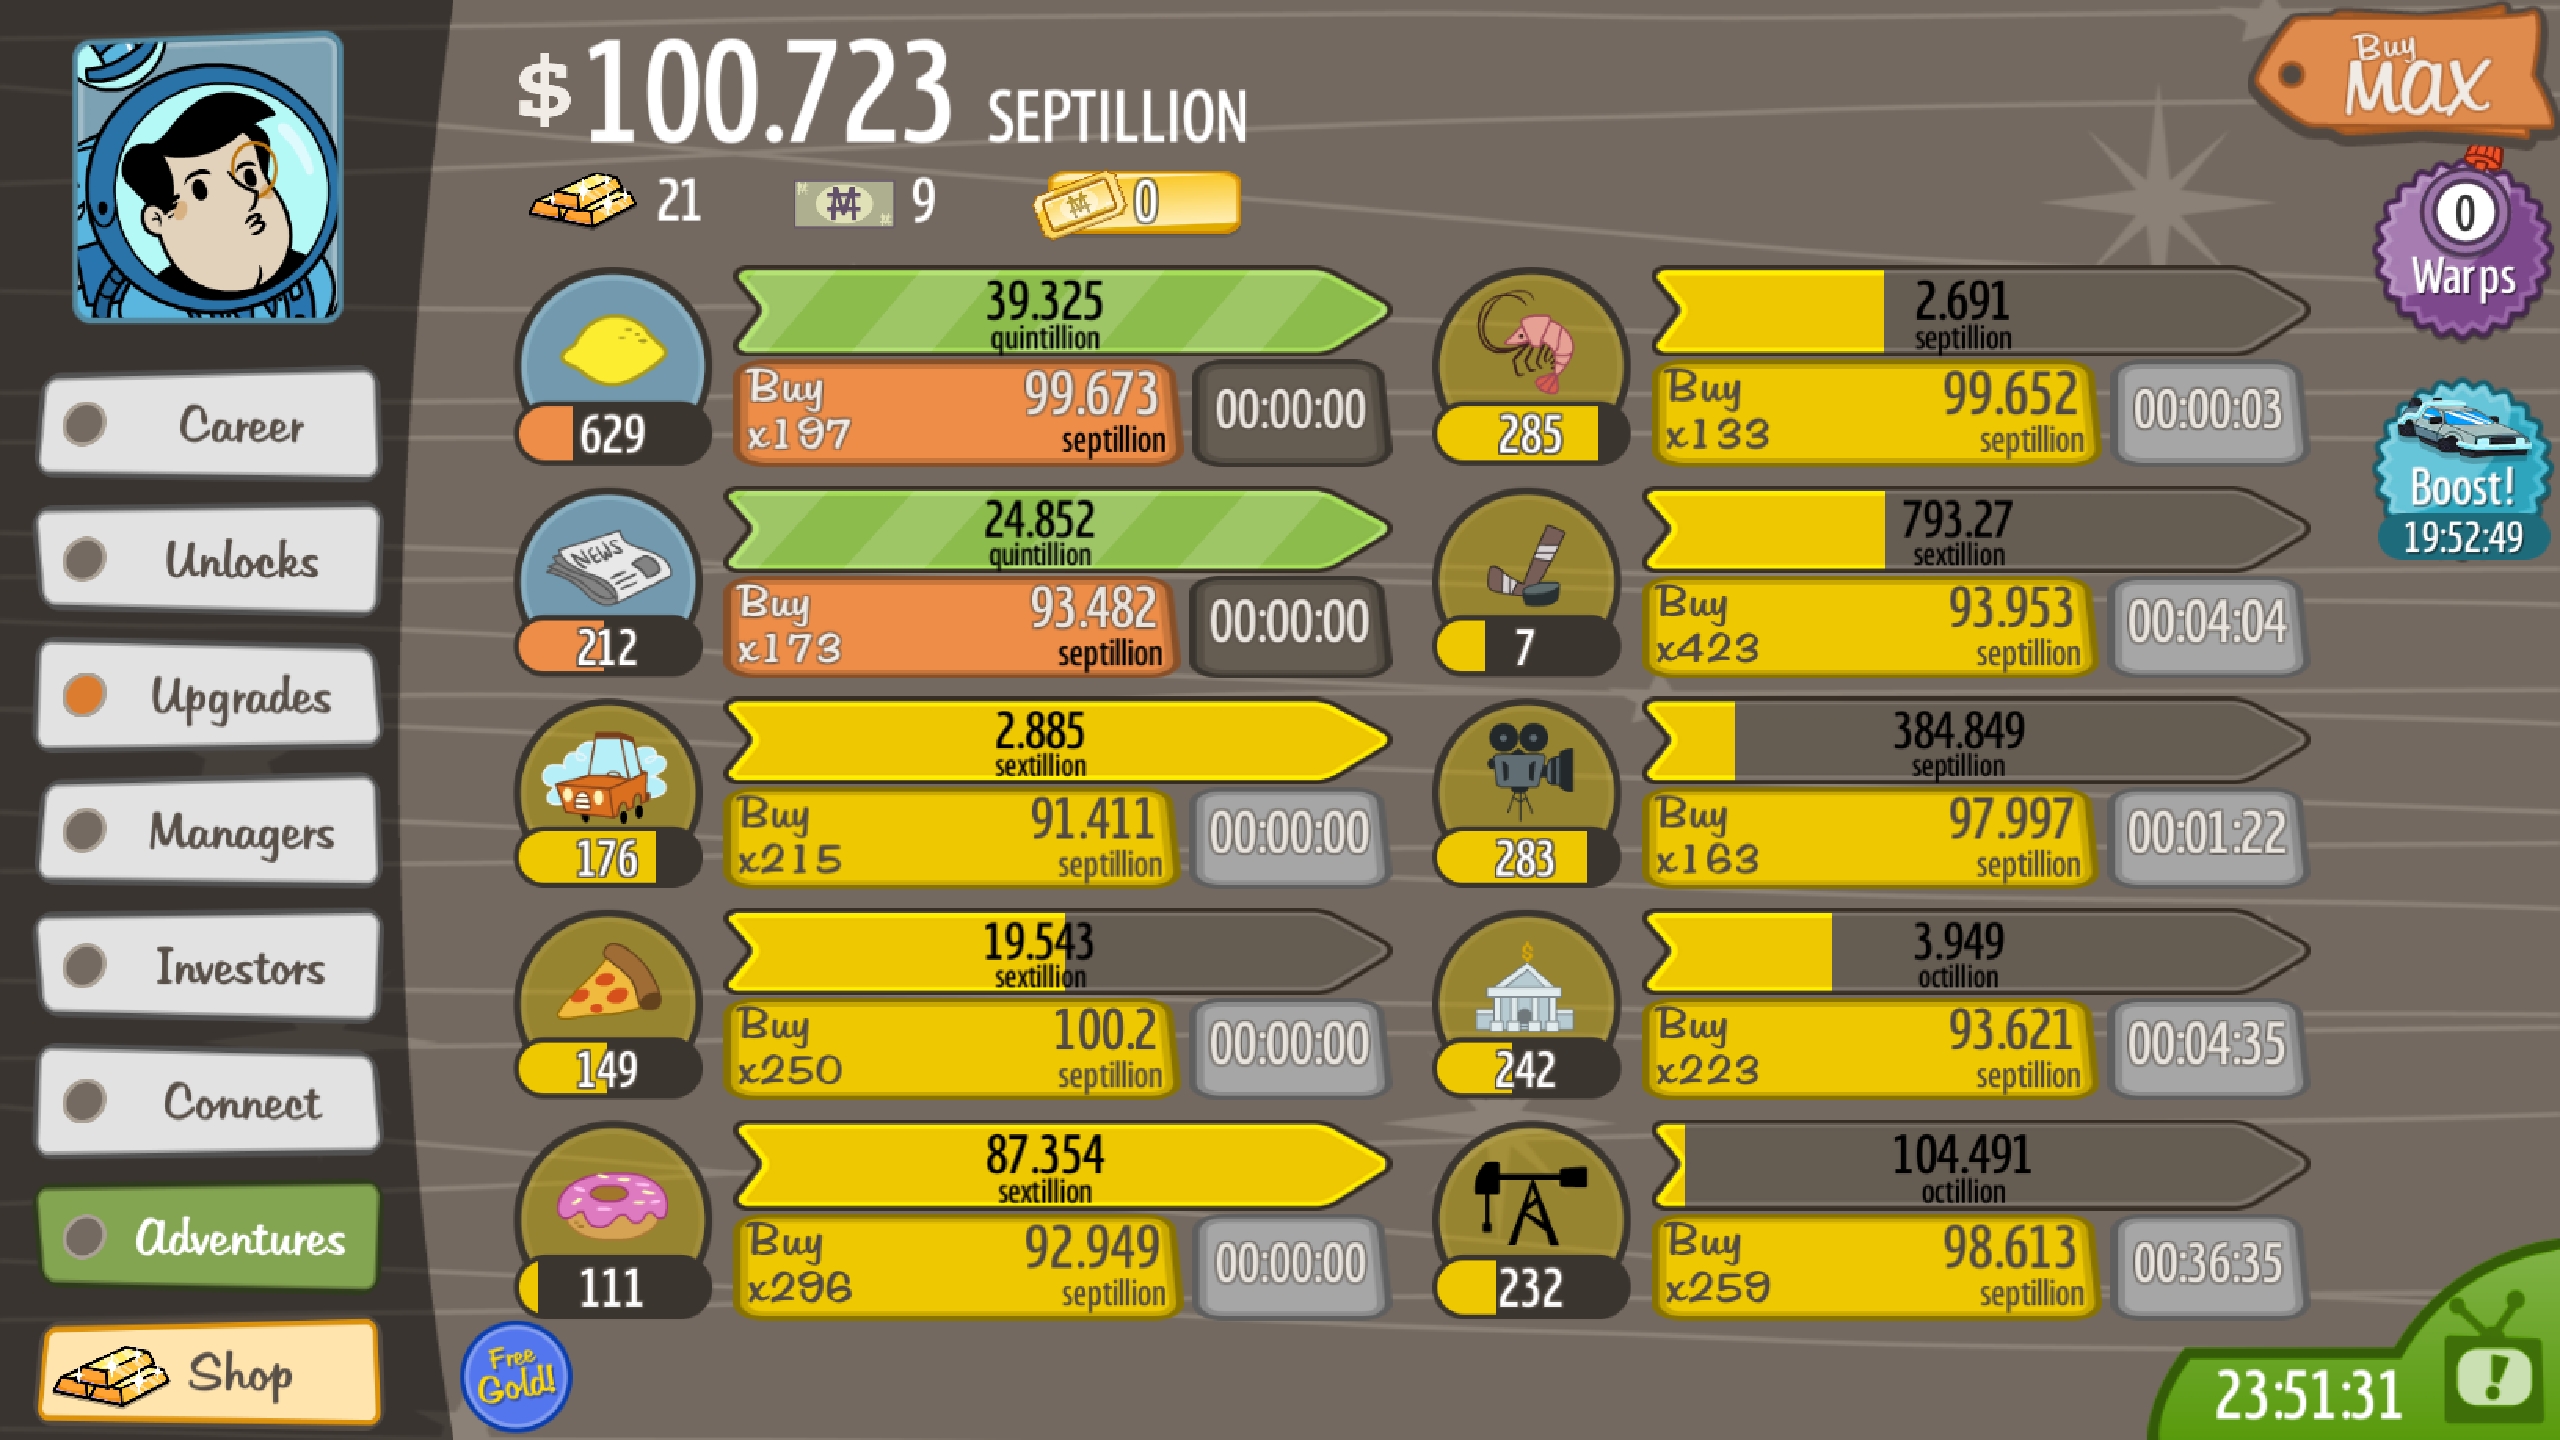 $100.723 SEPTILLION
21 9 0
Buy
MAX
0
Warps
Boost!
19:52:49
Career
Unlocks
Upgrades
Managers
Investors
Connect
Adventures
Shop
39.325
quintillion
629
Buy 99.673
x197 septillion
00:00:00
NEWS
24.852
quintillion
212
Buy 93.482
x173 septillion
00:00:00
2.885
sextillion
176
Buy 91.411
x215 septillion
00:00:00
19.543
sextillion
149
Buy 100.2
x250 septillion
00:00:00
87.354
sextillion
111
Buy 92.949
x296 septillion
00:00:00
2.691
septillion
285
Buy 99.652
x133 septillion
00:00:03
793.27
sextillion
7
Buy 93.953
x423 septillion
00:04:04
384.849
septillion
283
Buy 97.997
x163 septillion
00:01:22
3.949
octillion
242
Buy 93.621
x223 septillion
00:04:35
104.491
octillion
232
Buy 98.613
x259 septillion
00:36:35
Free
Gold!
23:51:31
!